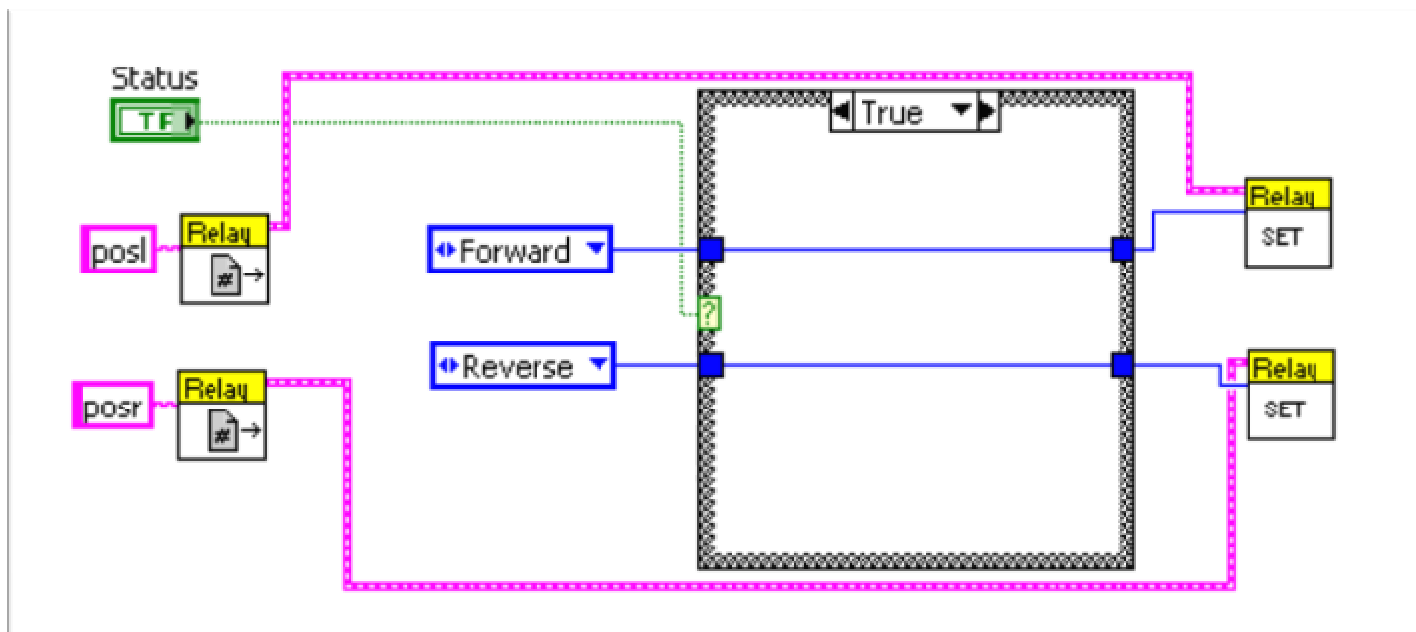 Status
TF
True
posl
Relay
#
Forward
Relay
SET
?
Reverse
posr
Relay
#
Relay
SET